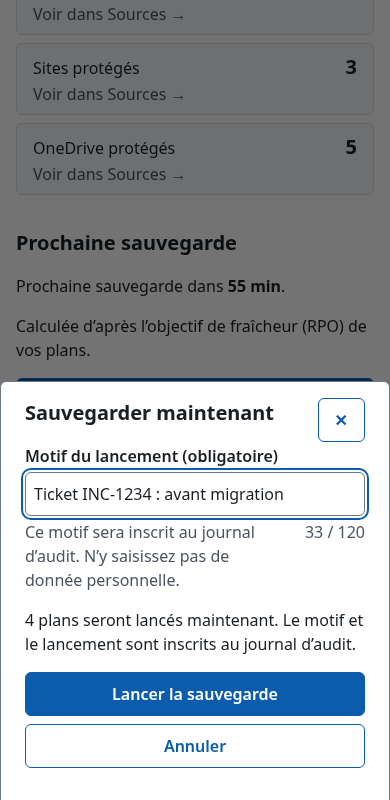 Voir dans Sources →
Sites protégés
3
Voir dans Sources →
OneDrive protégés
5
Voir dans Sources →
Prochaine sauvegarde
Prochaine sauvegarde dans 55 min.
Calculée d’après l’objectif de fraîcheur (RPO) de
vos plans.
Sauvegarder maintenant
×
Motif du lancement (obligatoire)
Ticket INC-1234 : avant migration
Ce motif sera inscrit au journal
33 / 120
d’audit. N’y saisissez pas de
donnée personnelle.
4 plans seront lancés maintenant. Le motif et
le lancement sont inscrits au journal d’audit.
Lancer la sauvegarde
Annuler